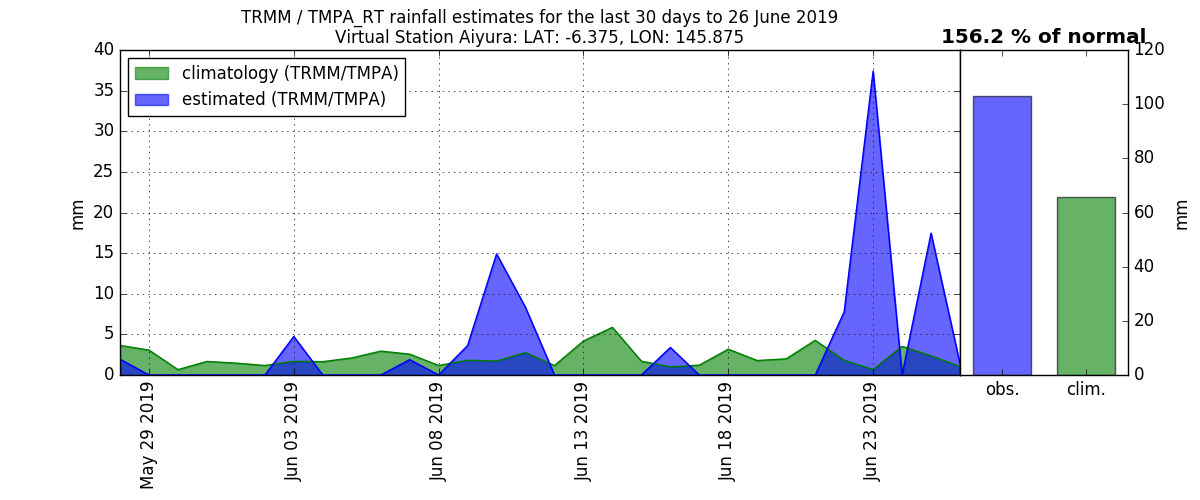 TRMM / TMPA_RT rainfall estimates for the last 30 days to 26 June 2019
Virtual Station Aiyura: LAT: -6.375, LON: 145.875
156.2 % of normal
climatology (TRMM/TMPA)
estimated (TRMM/TMPA)
mm
40
35
30
25
20
15
10
5
0
May 29 2019
Jun 03 2019
Jun 08 2019
Jun 13 2019
Jun 18 2019
Jun 23 2019
obs.
clim.
120
100
80
60
40
20
0
mm